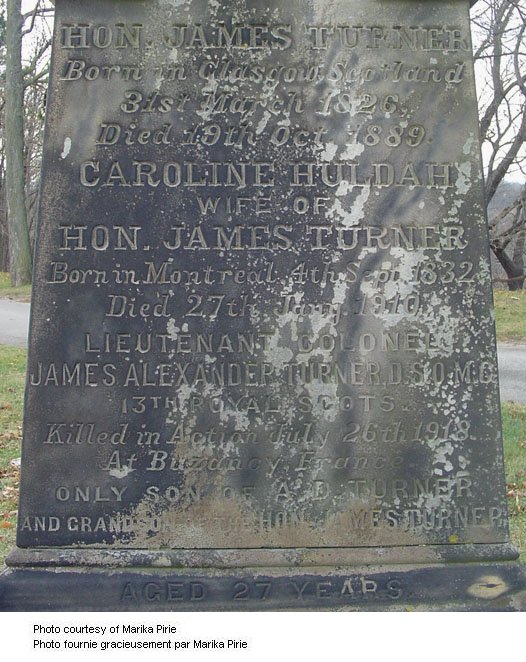 HON. JAMES TURNER
Born in Glasgow Scotland
31st March 1826.
Died 19th Oct. 1889.
CAROLINE HULDAH
WIFE OF
HON. JAMES TURNER
Born in Montreal 4th Sept. 1832.
Died 27th Jany. 1910.
LIEUTENANT COLONEL
JAMES ALEXANDER TURNER, D.S.O. M.C.
13TH ROYAL SCOTS
Killed in Action July 26th 1918.
At Buzancy, France
ONLY SON OF A. D. TURNER
AND GRANDSON OF THE HON. JAMES TURNER
AGED 27 YEARS.
Photo courtesy of Marika Pirie
Photo fournie gracieusement par Marika Pirie